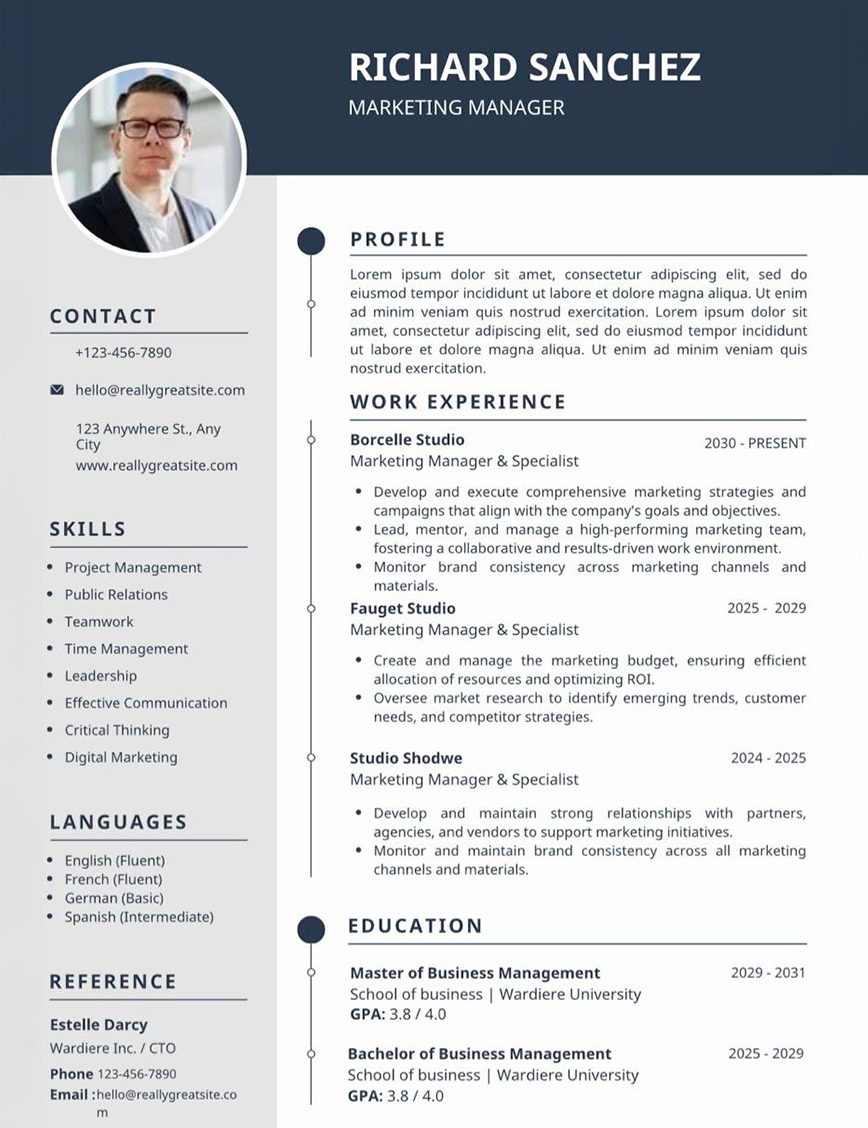 RICHARD SANCHEZ
MARKETING MANAGER
CONTACT
+123-456-7890
hello@reallygreatsite.com
123 Anywhere St., Any
City
www.reallygreatsite.com
SKILLS
• Project Management
• Public Relations
• Teamwork
• Time Management
• Leadership
• Effective Communication
• Critical Thinking
• Digital Marketing
LANGUAGES
• English (Fluent)
• French (Fluent)
• German (Basic)
• Spanish (Intermediate)
REFERENCE
Estelle Darcy
Wardiere Inc. / CTO
Phone 123-456-7890
Email :hello@reallygreatsite.co
m
PROFILE
Lorem ipsum dolor sit amet, consectetur adipiscing elit, sed do
eiusmod tempor incididunt ut labore et dolore magna aliqua. Ut enim
ad minim veniam quis nostrud exercitation. Lorem ipsum dolor sit
amet, consectetur adipiscing elit, sed do eiusmod tempor incididunt
ut labore et dolore magna aliqua. Ut enim ad minim veniam quis
nostrud exercitation.
WORK EXPERIENCE
Borcelle Studio 2030 - PRESENT
Marketing Manager & Specialist
• Develop and execute comprehensive marketing strategies and
campaigns that align with the company's goals and objectives.
• Lead, mentor, and manage a high-performing marketing team,
fostering a collaborative and results-driven work environment.
• Monitor brand consistency across marketing channels and
materials.
Fauget Studio 2025 - 2029
Marketing Manager & Specialist
• Create and manage the marketing budget, ensuring efficient
allocation of resources and optimizing ROI.
• Oversee market research to identify emerging trends, customer
needs, and competitor strategies.
Studio Shodwe 2024 - 2025
Marketing Manager & Specialist
• Develop and maintain strong relationships with partners,
agencies, and vendors to support marketing initiatives.
• Monitor and maintain brand consistency across all marketing
channels and materials.
EDUCATION
Master of Business Management 2029 - 2031
School of business | Wardiere University
GPA: 3.8 / 4.0
Bachelor of Business Management 2025 - 2029
School of business | Wardiere University
GPA: 3.8 / 4.0